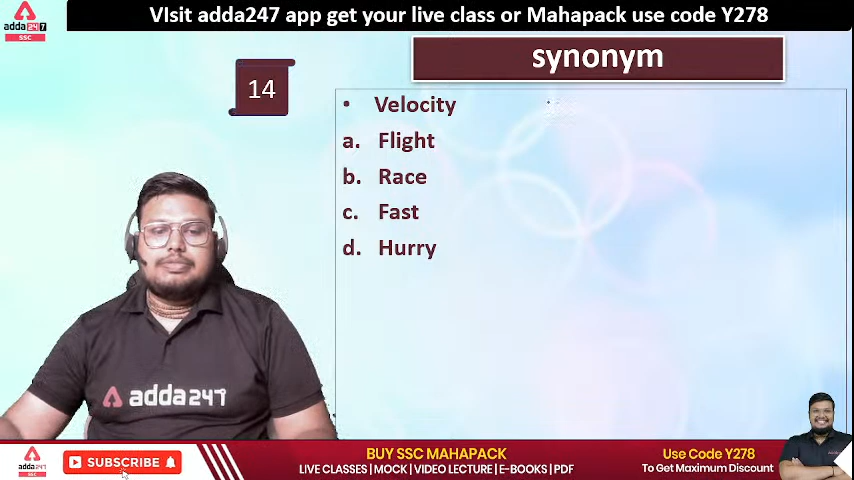 VIsit adda247 app get your live class or Mahapack use code Y278
adda247
SSC
synonym
14
• Velocity
a. Flight
b. Race
c. Fast
d. Hurry
adda247
adda247
SSC
SUBSCRIBE
BUY SSC MAHAPACK
LIVE CLASSES | MOCK | VIDEO LECTURE | E-BOOKS | PDF
Use Code Y278
To Get Maximum Discount